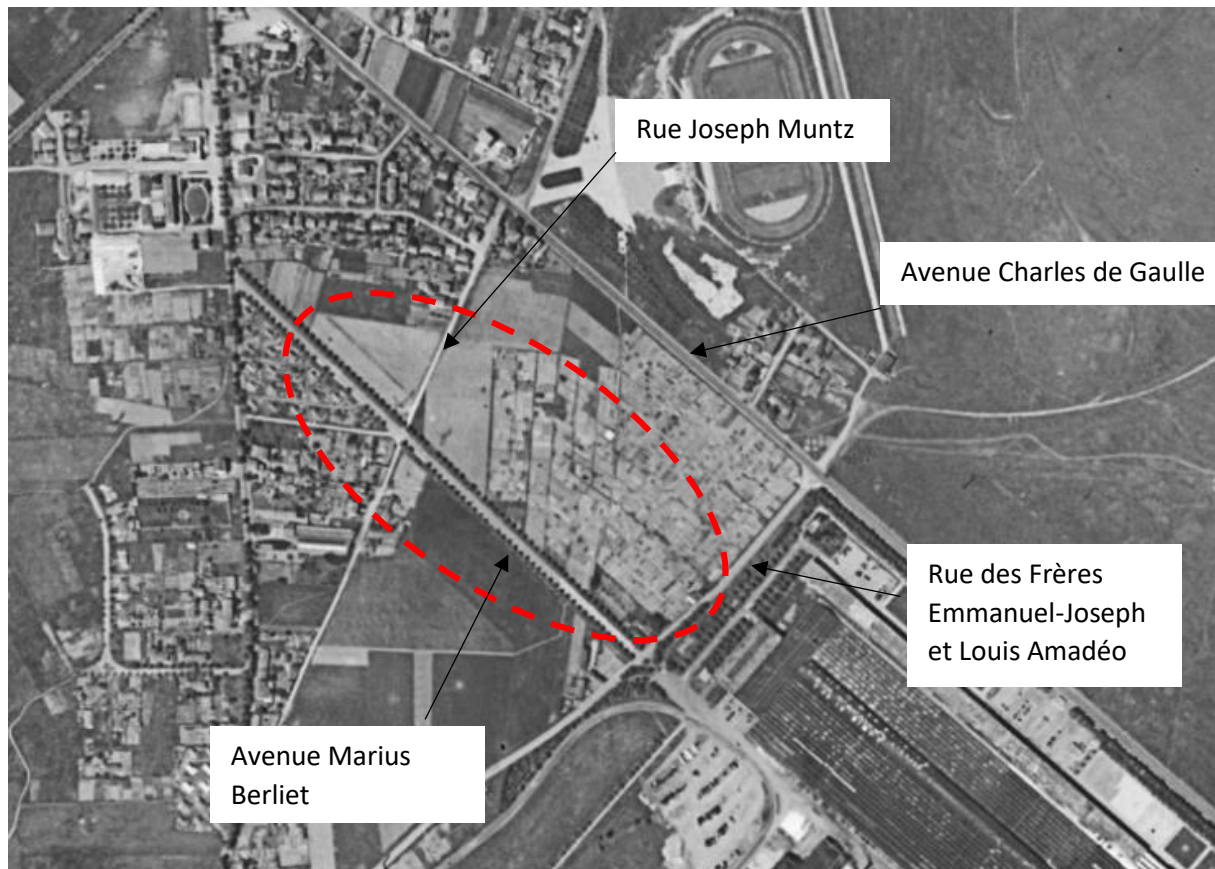 Rue Joseph Muntz
Avenue Charles de Gaulle
Rue des Frères
Emmanuel-Joseph
et Louis Amadéo
Avenue Marius
Berliet